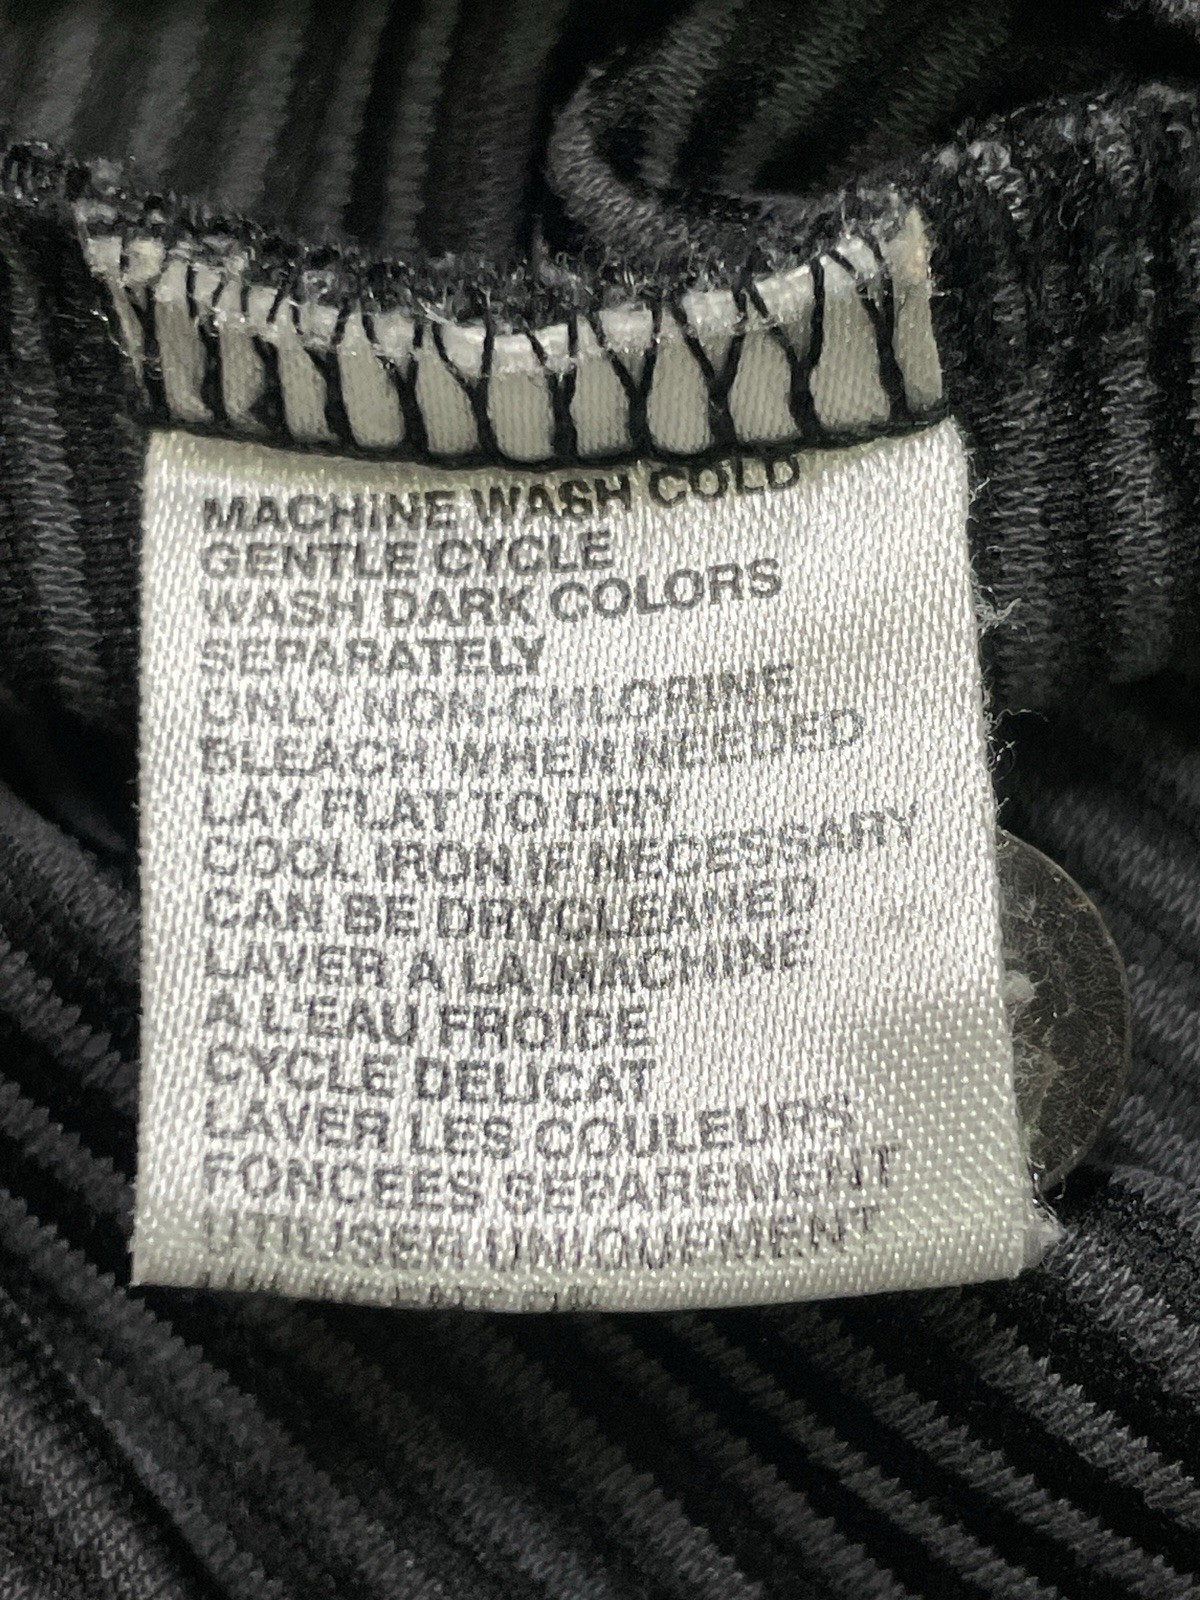 MACHINE WASH COLD
GENTLE CYCLE
WASH DARK COLORS
SEPARATELY
ONLY NON-CHLORINE
BLEACH WHEN NEEDED
LAY FLAT TO DRY
COOL IRON IF NECESSARY
CAN BE DRYCLEANED
LAVER A LA MACHINE
A L'EAU FROIDE
CYCLE DELICAT
LAVER LES COULEURS
FONCEES SEPAREMENT
UTILISER UNIQUEMENT